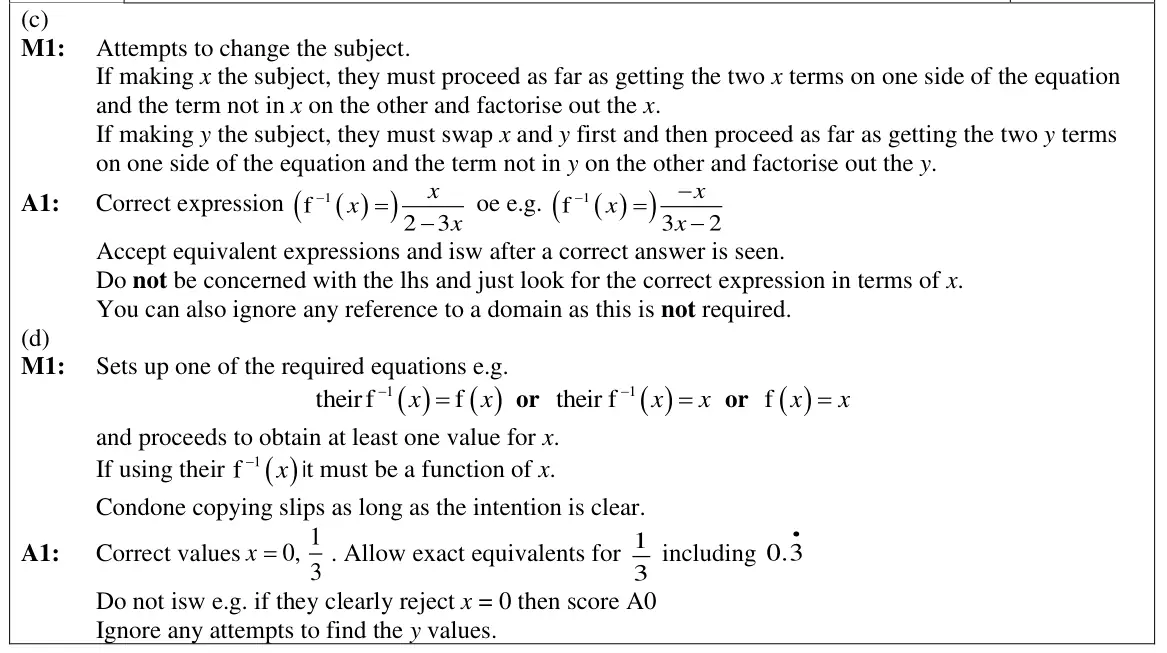 (c)
M1: Attempts to change the subject.
If making x the subject, they must proceed as far as getting the two x terms on one side of the equation
and the term not in x on the other and factorise out the x.
If making y the subject, they must swap x and y first and then proceed as far as getting the two y terms
on one side of the equation and the term not in y on the other and factorise out the y.
A1: Correct expression (f⁻¹(x)=) x/(2−3x) oe e.g. (f⁻¹(x)=) −x/(3x−2)
Accept equivalent expressions and isw after a correct answer is seen.
Do not be concerned with the lhs and just look for the correct expression in terms of x.
You can also ignore any reference to a domain as this is not required.
(d)
M1: Sets up one of the required equations e.g.
their f⁻¹(x) = f(x) or their f⁻¹(x) = x or f(x) = x
and proceeds to obtain at least one value for x.
If using their f⁻¹(x) it must be a function of x.
Condone copying slips as long as the intention is clear.
A1: Correct values x = 0, 1/3 . Allow exact equivalents for 1/3 including 0.3̇
Do not isw e.g. if they clearly reject x = 0 then score A0
Ignore any attempts to find the y values.